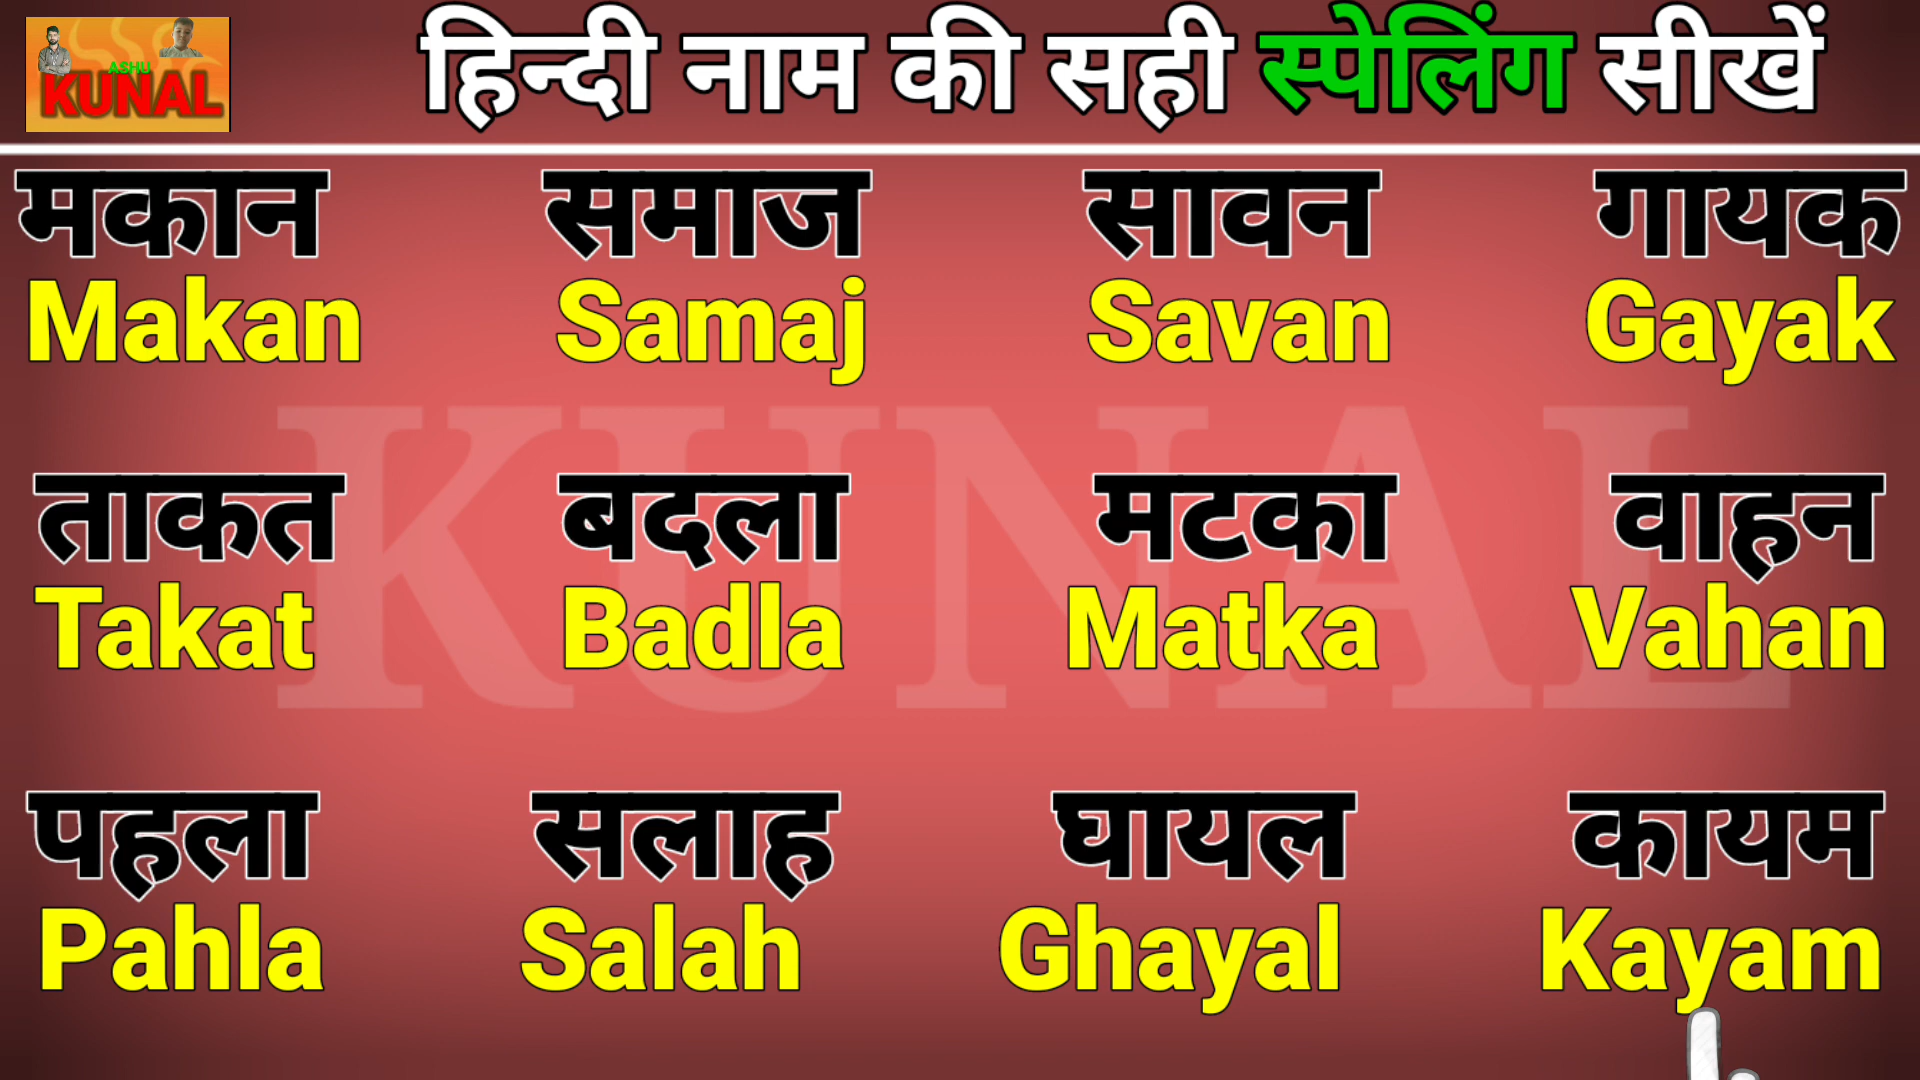 ASHU
KUNAL
हिन्दी नाम की सही स्पेलिंग सीखें
मकान समाज सावन गायक
Makan Samaj Savan Gayak
ताकत बदला मटका वाहन
Takat Badla Matka Vahan
पहला सलाह घायल कायम
Pahla Salah Ghayal Kayam
KUNAL